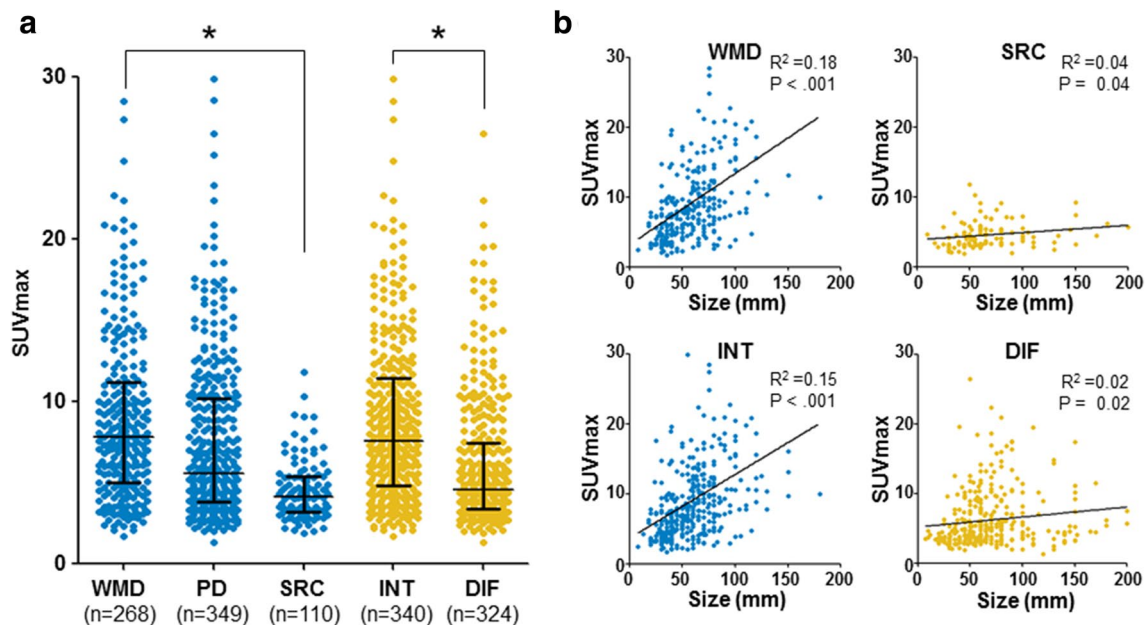 a
*
*
30
20
10
0
SUVmax
WMD
PD
SRC
INT
DIF
(n=268)
(n=349)
(n=110)
(n=340)
(n=324)
b
WMD
R²=0.18
P < .001
30
20
10
0
SUVmax
0
50
100
150
200
Size (mm)
SRC
R²=0.04
P = 0.04
30
20
10
0
SUVmax
0
50
100
150
200
Size (mm)
INT
R²=0.15
P < .001
30
20
10
0
SUVmax
0
50
100
150
200
Size (mm)
DIF
R²=0.02
P = 0.02
30
20
10
0
SUVmax
0
50
100
150
200
Size (mm)